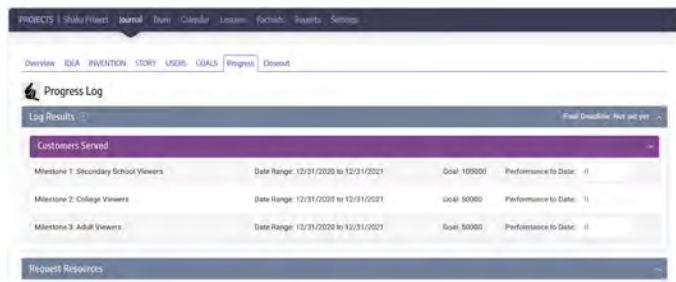 PROJECTS | Shaka Project Journal Team Calendar Lessons Factoids Reports Settings
Overview IDEA INVENTION STORY USERS GOALS Progress Closeout
Progress Log
Log Results Final Deadline: Not set yet
Customers Served
Milestone 1: Secondary School Viewers Date Range: 12/31/2020 to 12/31/2021 Goal: 100000 Performance to Date: 0
Milestone 2: College Viewers Date Range: 12/31/2020 to 12/31/2021 Goal: 50000 Performance to Date: 0
Milestone 3: Adult Viewers Date Range: 12/31/2020 to 12/31/2021 Goal: 50000 Performance to Date: 0
Request Resources